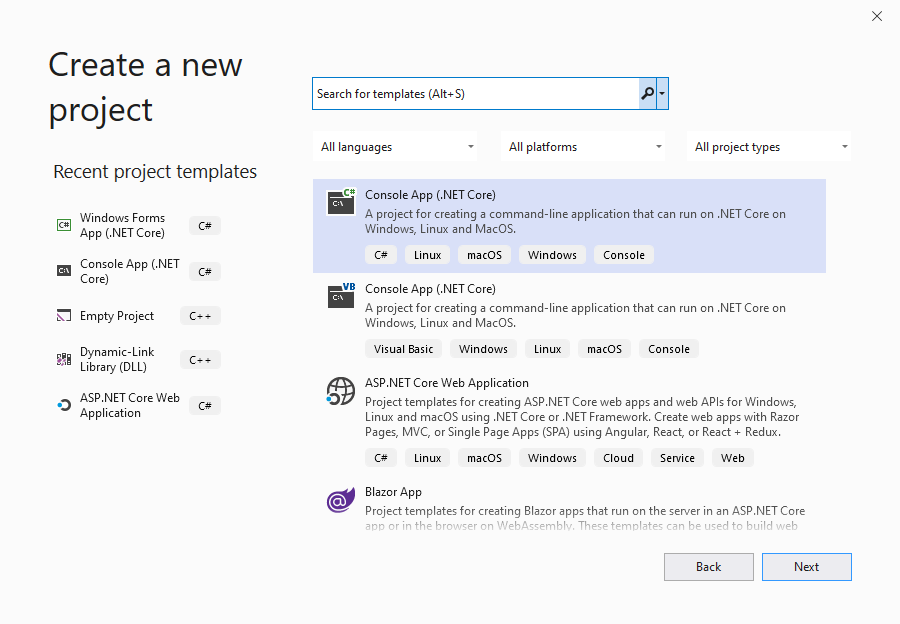 Create a new
project
Search for templates (Alt+S)
All languages
All platforms
All project types
Recent project templates
Windows Forms
App (.NET Core)
C#
Console App (.NET
Core)
C#
Empty Project
C++
Dynamic-Link
Library (DLL)
C++
ASP.NET Core Web
Application
C#
Console App (.NET Core)
A project for creating a command-line application that can run on .NET Core on
Windows, Linux and MacOS.
C# Linux macOS Windows Console
Console App (.NET Core)
A project for creating a command-line application that can run on .NET Core on
Windows, Linux and MacOS.
Visual Basic Windows Linux macOS Console
ASP.NET Core Web Application
Project templates for creating ASP.NET Core web apps and web APIs for Windows,
Linux and macOS using .NET Core or .NET Framework. Create web apps with Razor
Pages, MVC, or Single Page Apps (SPA) using Angular, React, or React + Redux.
C# Linux macOS Windows Cloud Service Web
Blazor App
Project templates for creating Blazor apps that run on the server in an ASP.NET Core
app or in the browser on WebAssembly. These templates can be used to build web
Back
Next